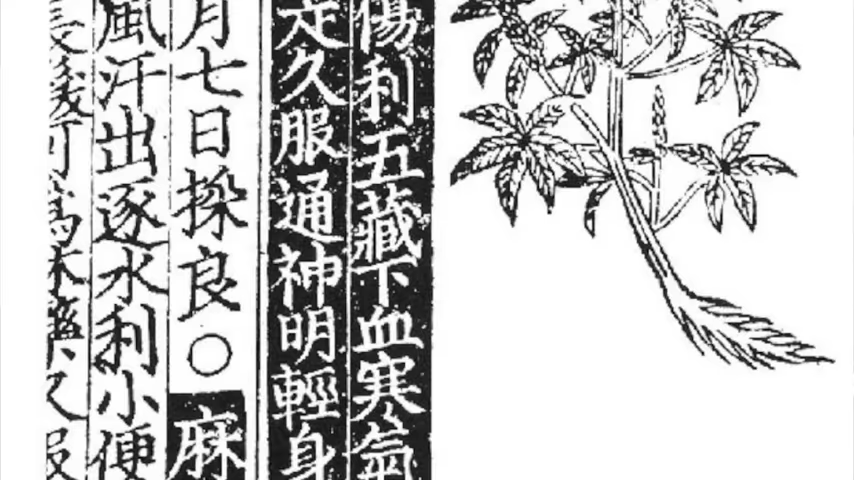 傷利五藏下血寒氣
走久服通神明輕身
月七日採良○麻
風汗出逐水利小便